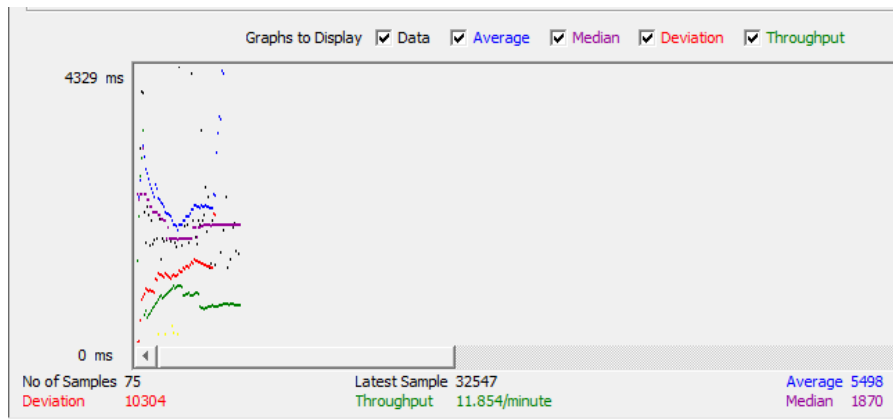 Graphs to Display Data Average Median Deviation Throughput
4329 ms
0 ms
No of Samples 75 Latest Sample 32547 Average 5498
Deviation 10304 Throughput 11.854/minute Median 1870